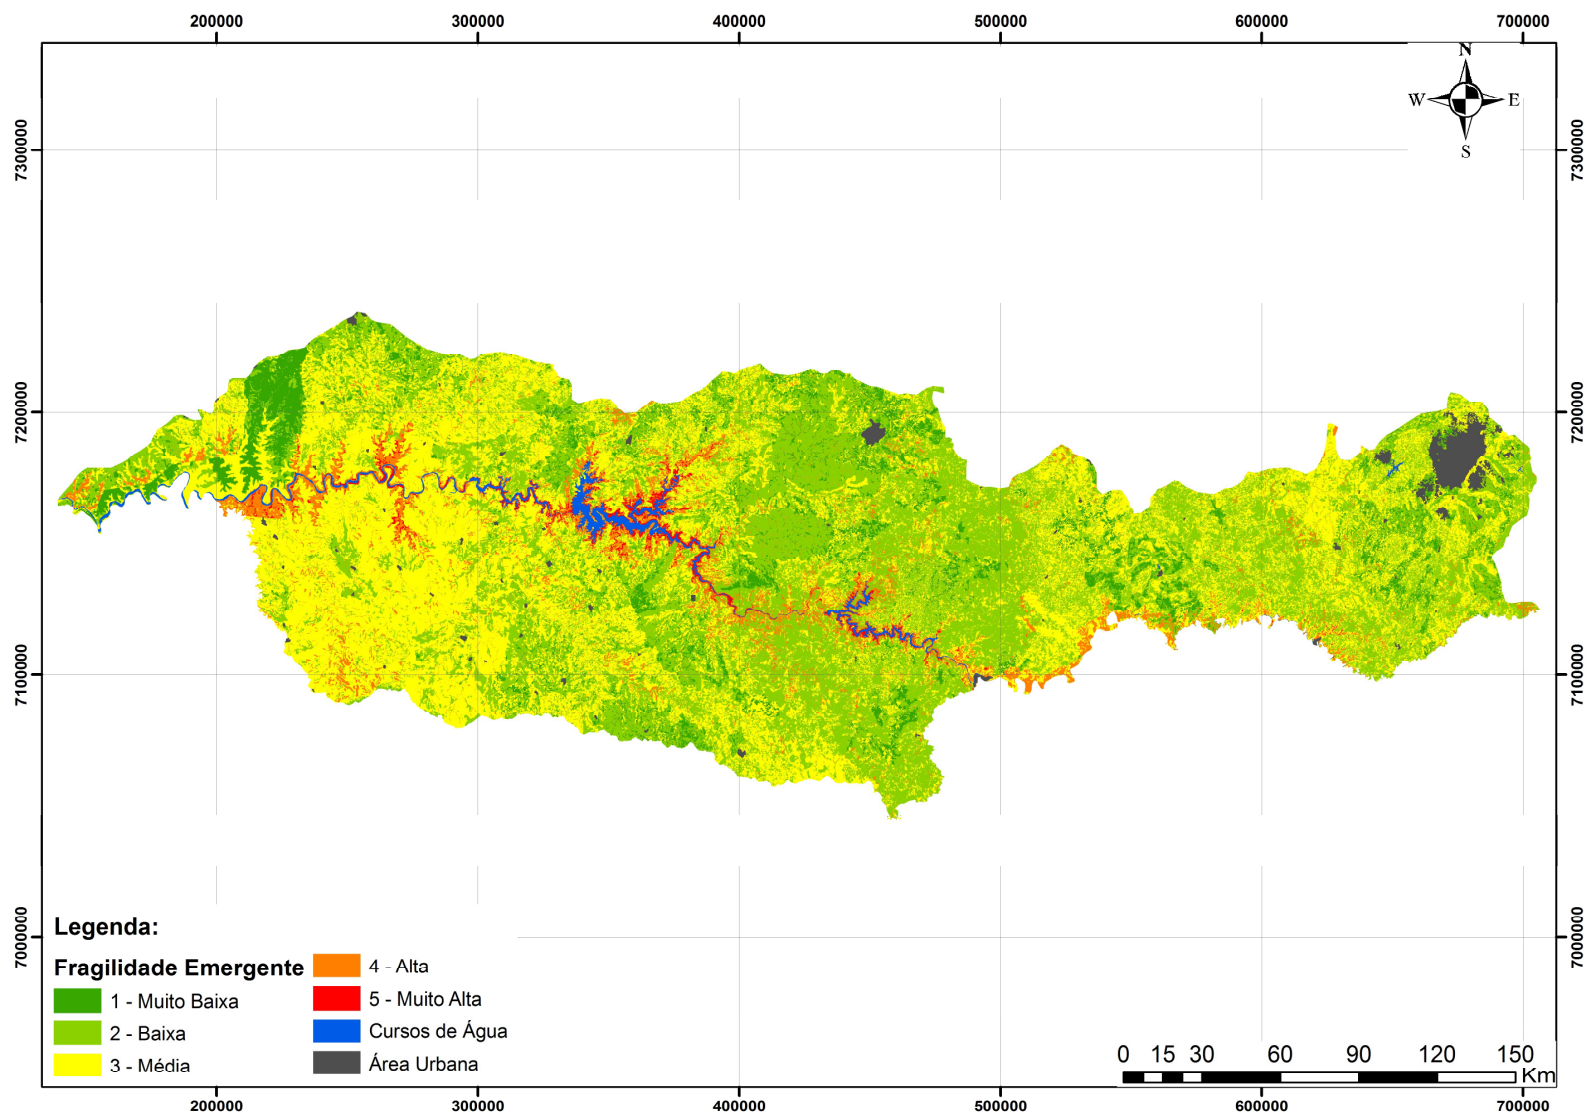 200000 300000 400000 500000 600000 700000
N
W E
S
7300000 7300000
7200000 7200000
7100000 7100000
7000000 7000000
Legenda:
Fragilidade Emergente
1 - Muito Baixa
2 - Baixa
3 - Média
4 - Alta
5 - Muito Alta
Cursos de Água
Área Urbana
0 15 30 60 90 120 150
Km
200000 300000 400000 500000 600000 700000